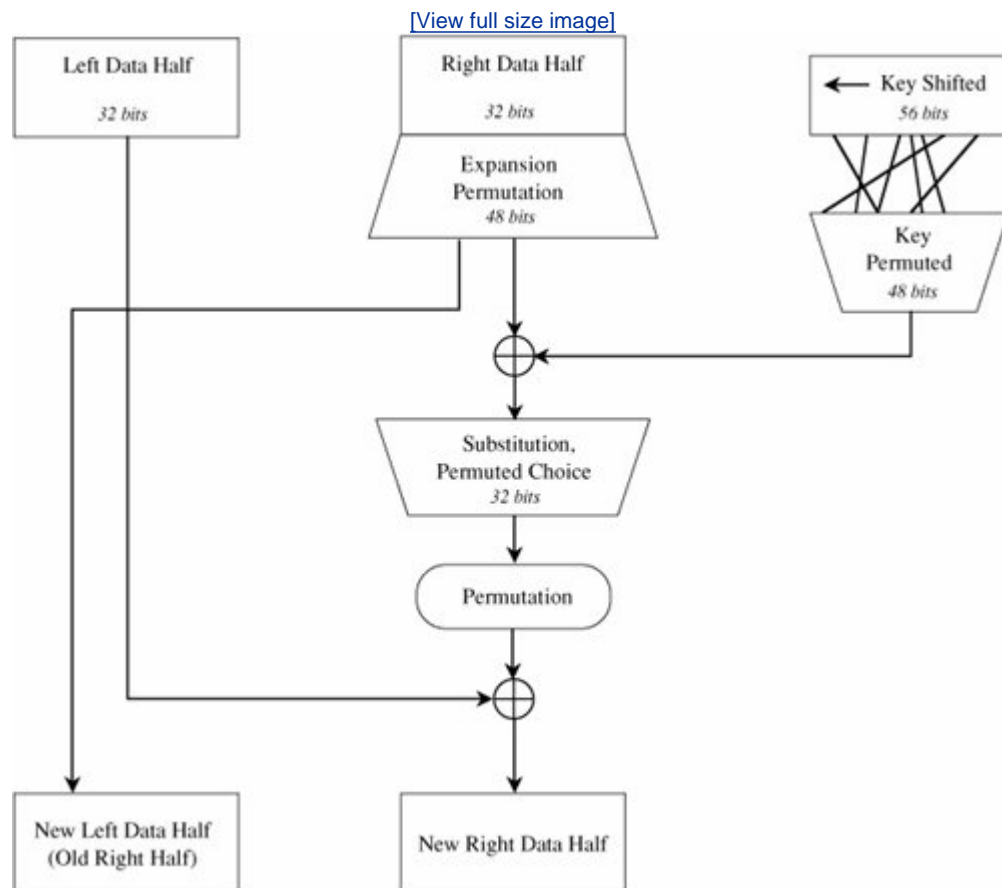 [View full size image]
Left Data Half
32 bits
Right Data Half
32 bits
Key Shifted
56 bits
Expansion
Permutation
48 bits
Key
Permuted
48 bits
Substitution,
Permuted Choice
32 bits
Permutation
New Left Data Half
(Old Right Half)
New Right Data Half